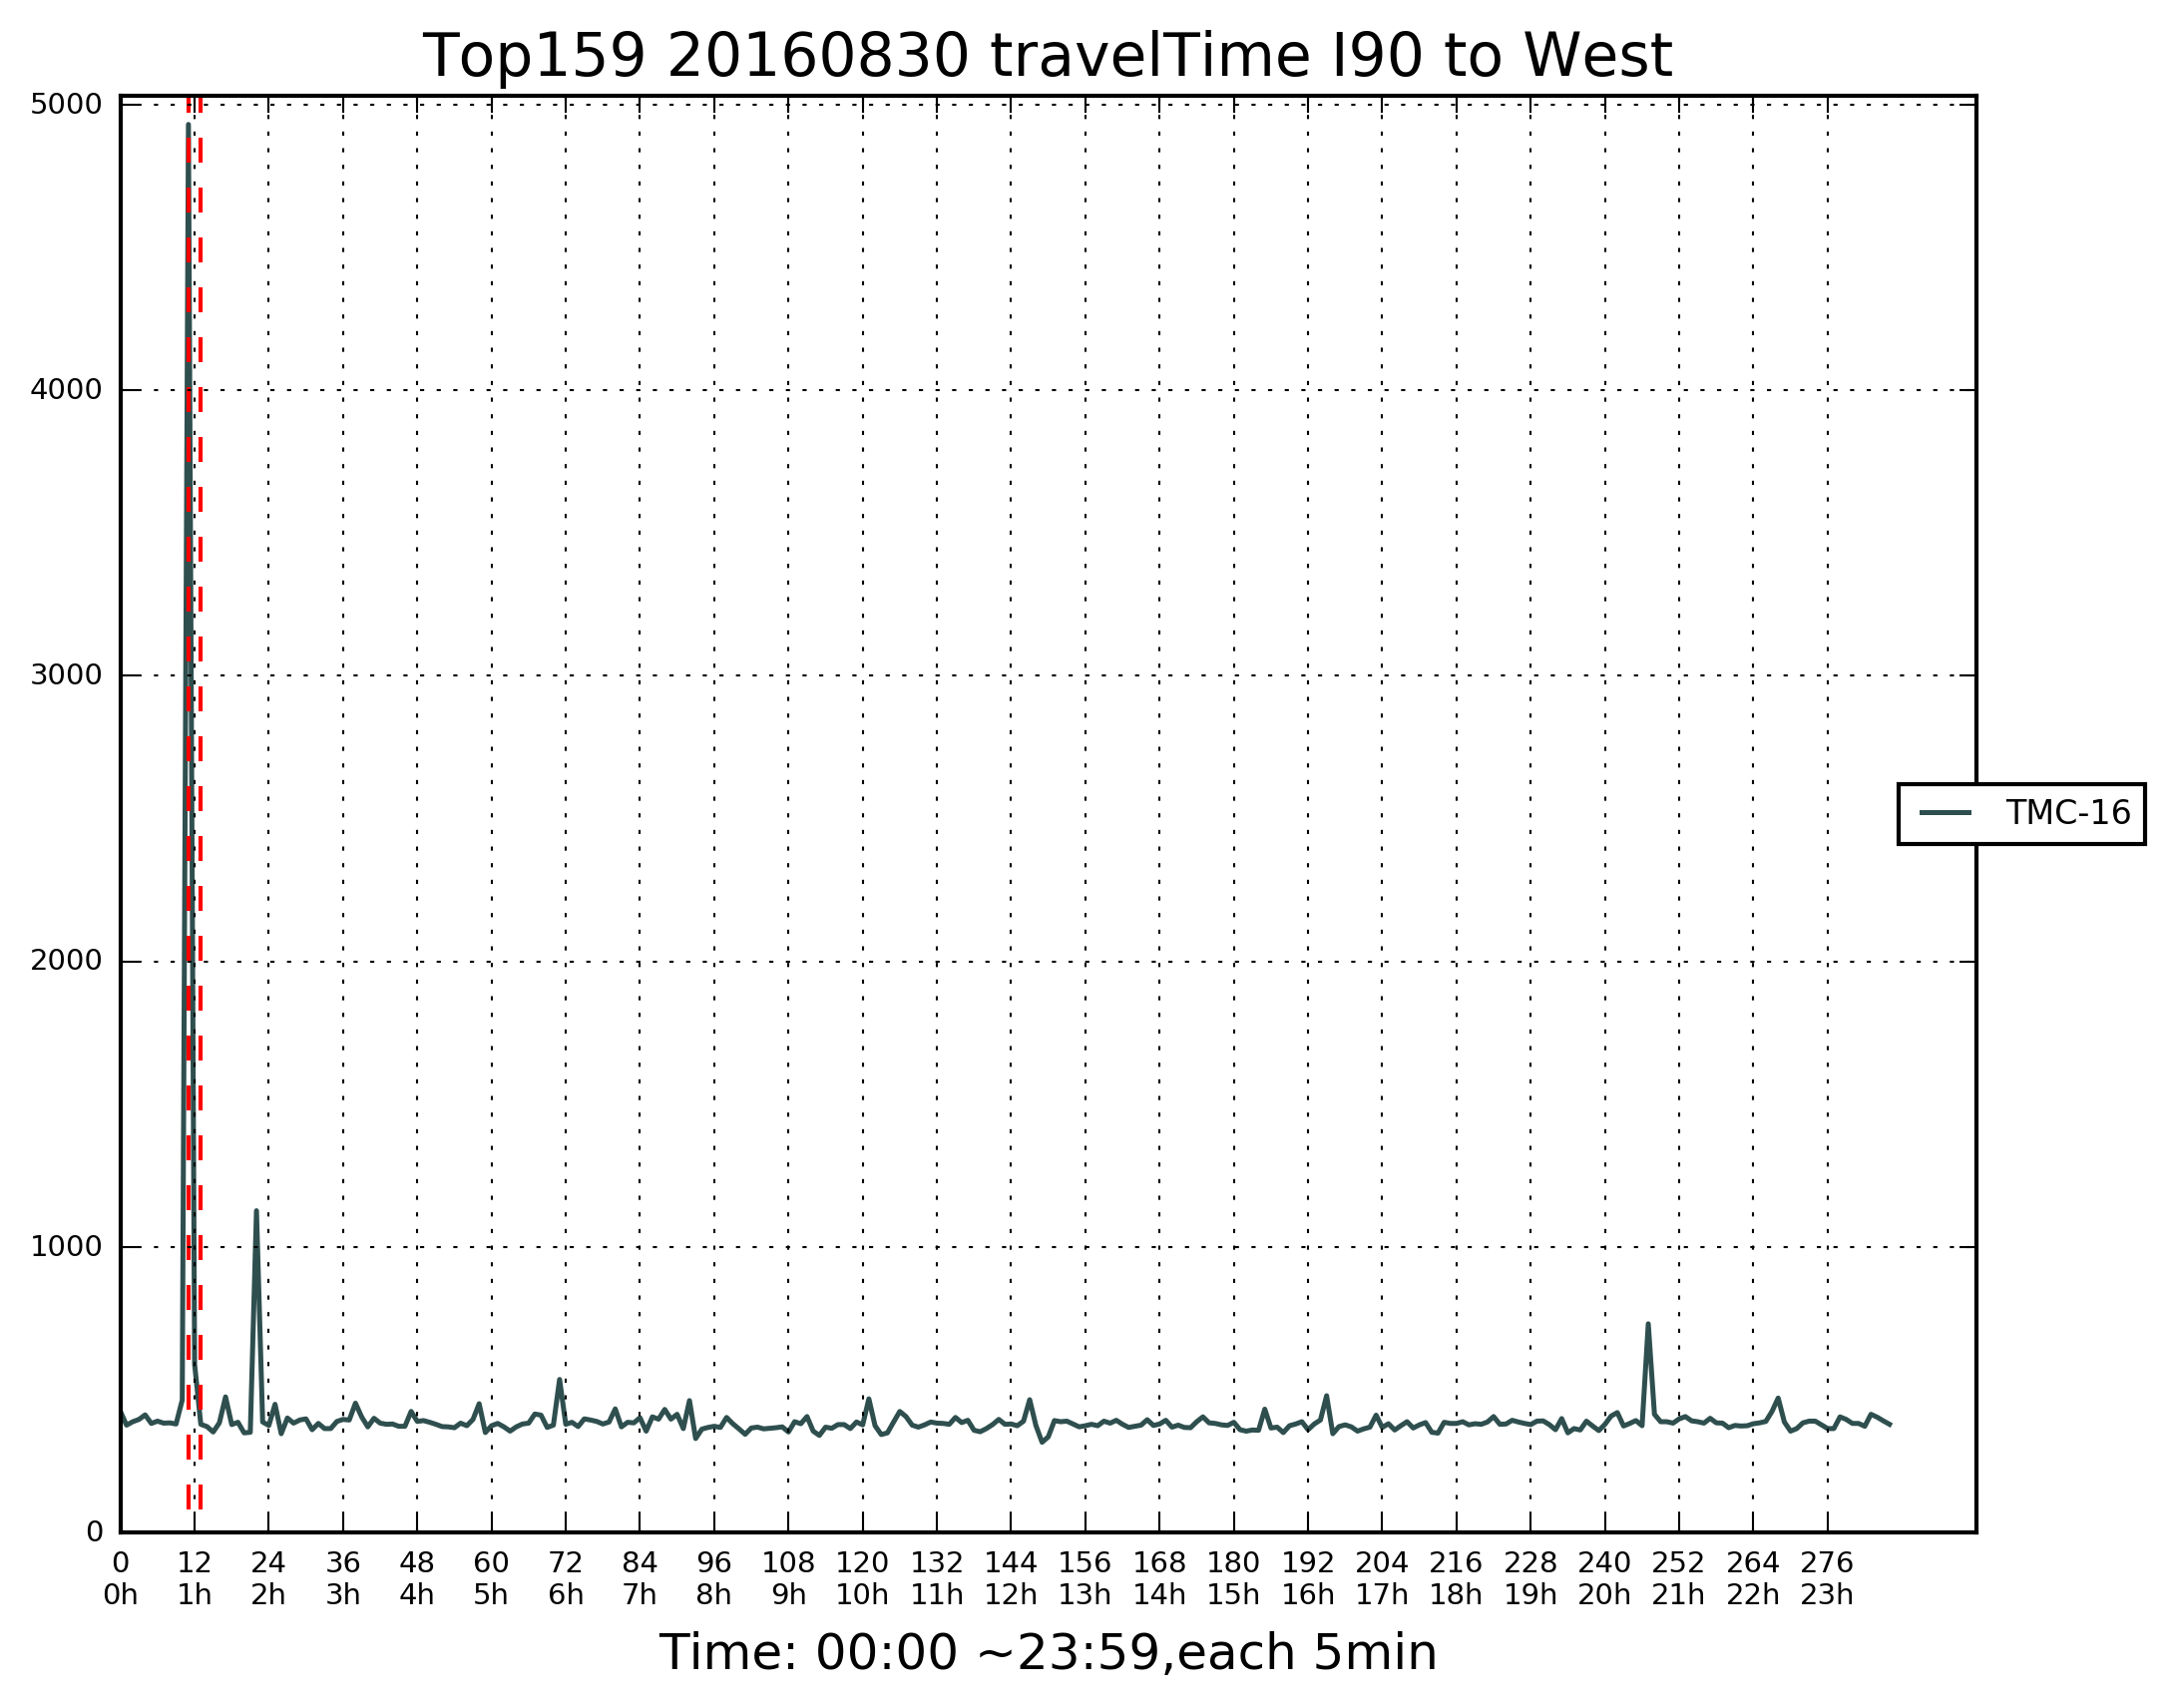 Top159 20160830 travelTime I90 to West
5000
4000
3000
2000
1000
0
TMC-16
0 12 24 36 48 60 72 84 96 108 120 132 144 156 168 180 192 204 216 228 240 252 264 276
0h 1h 2h 3h 4h 5h 6h 7h 8h 9h 10h 11h 12h 13h 14h 15h 16h 17h 18h 19h 20h 21h 22h 23h
Time: 00:00 ~23:59,each 5min